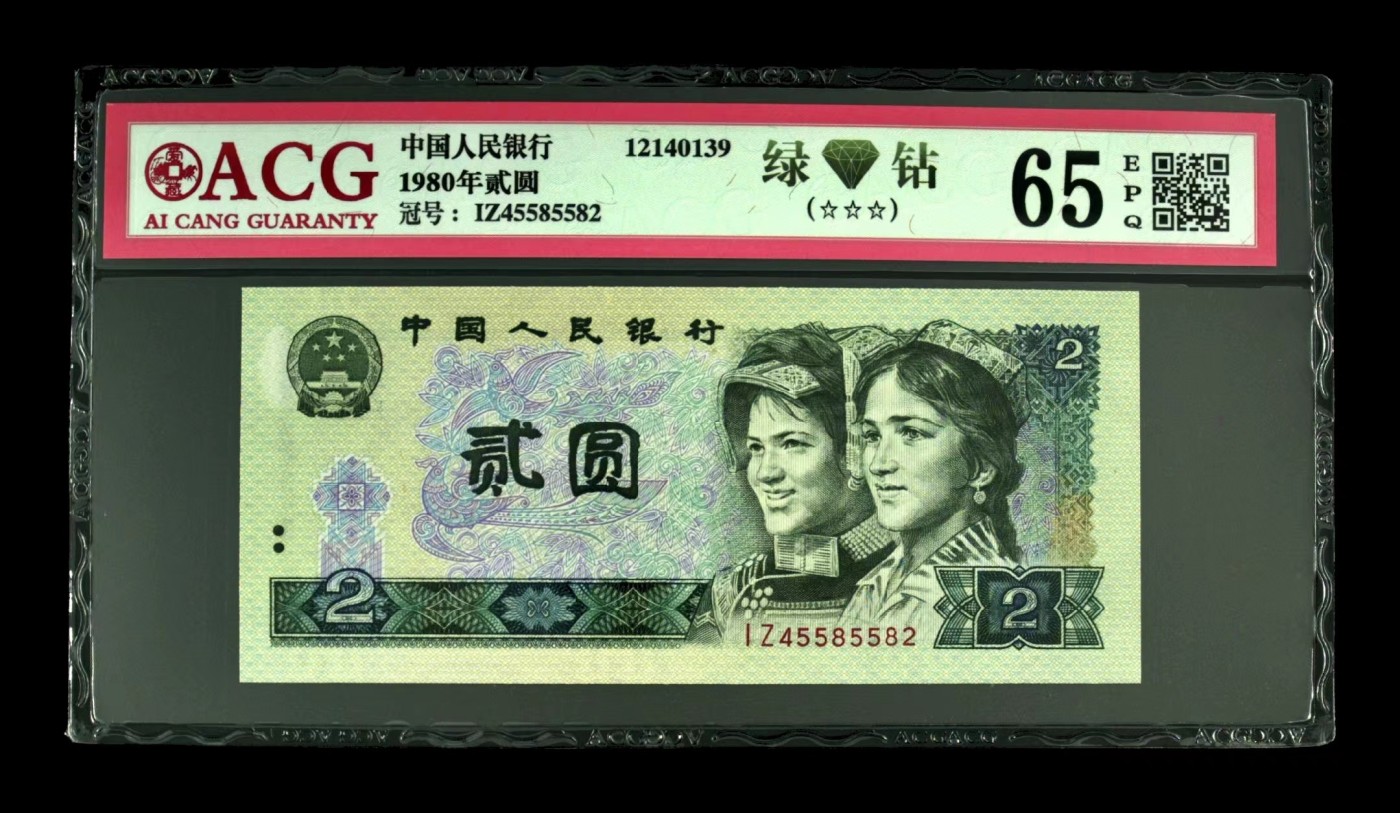 ACG
AI CANG GUARANTY
中国人民银行
1980年贰圆
冠号：IZ45585582
12140139
绿钻
(☆☆☆)
65
EPQ
中国人民银行
2
贰圆
2
IZ45585582
2